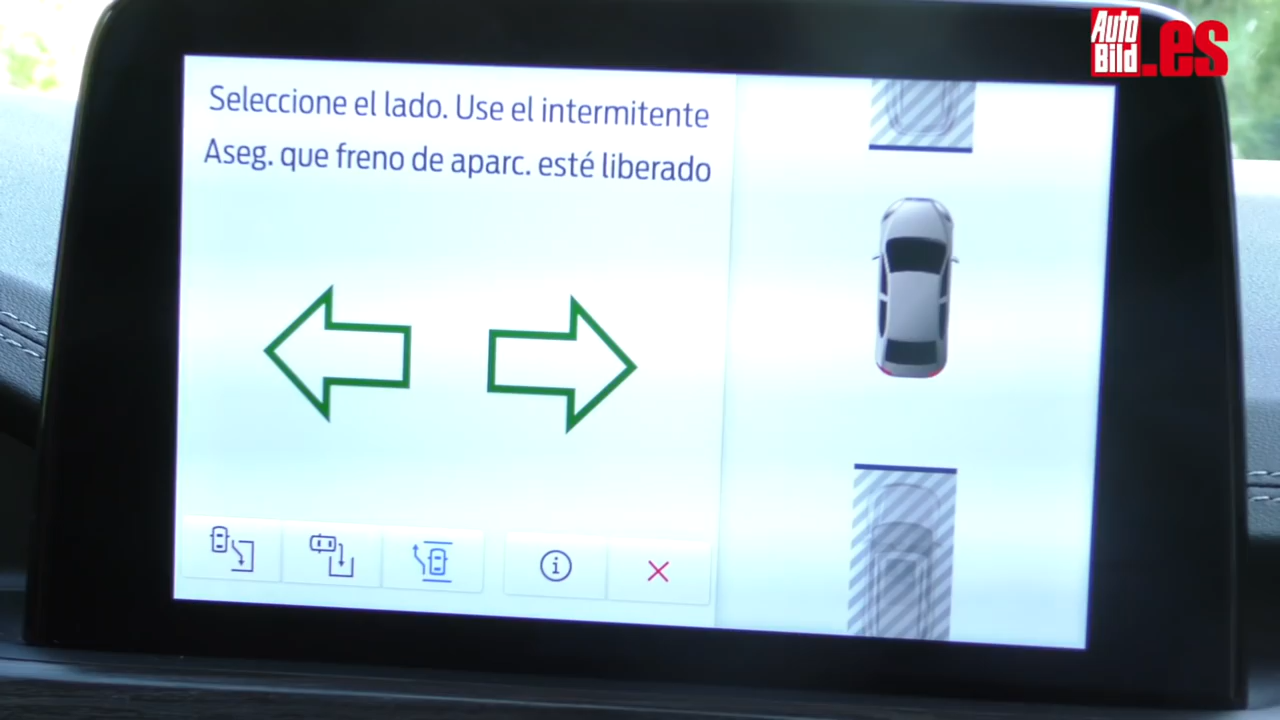 Auto
Bild.es
Seleccione el lado. Use el intermitente
Aseg. que freno de aparc. esté liberado